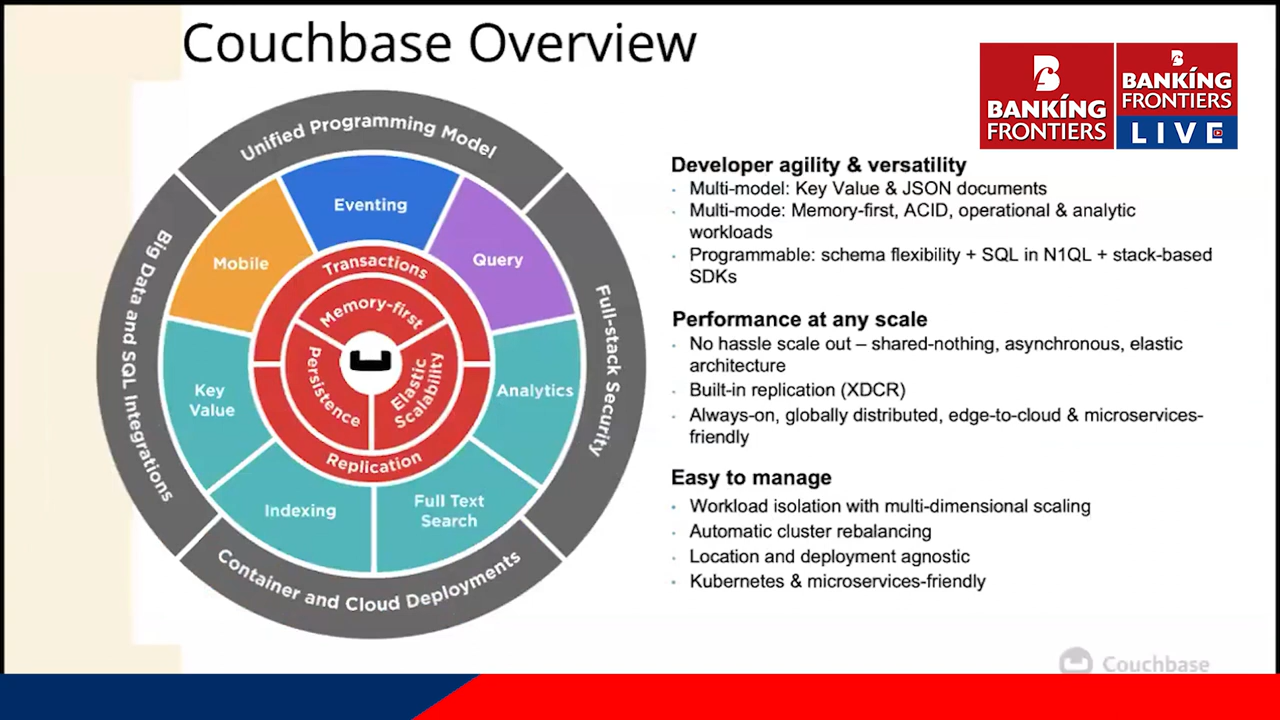 Couchbase Overview
BANKÍNG
FRONTIERS
BANKÍNG
FRONTIERS
LIVE
Unified Programming Model
Big Data and SQL Integrations
Full-stack Security
Container and Cloud Deployments
Eventing
Mobile
Query
Key
Value
Analytics
Indexing
Full Text
Search
Transactions
Replication
Memory-first
Persistence
Elastic
Scalability
Developer agility & versatility
· Multi-model: Key Value & JSON documents
· Multi-mode: Memory-first, ACID, operational & analytic
workloads
· Programmable: schema flexibility + SQL in N1QL + stack-based
SDKs
Performance at any scale
· No hassle scale out – shared-nothing, asynchronous, elastic
architecture
· Built-in replication (XDCR)
· Always-on, globally distributed, edge-to-cloud & microservices-
friendly
Easy to manage
· Workload isolation with multi-dimensional scaling
· Automatic cluster rebalancing
· Location and deployment agnostic
· Kubernetes & microservices-friendly
Couchbase